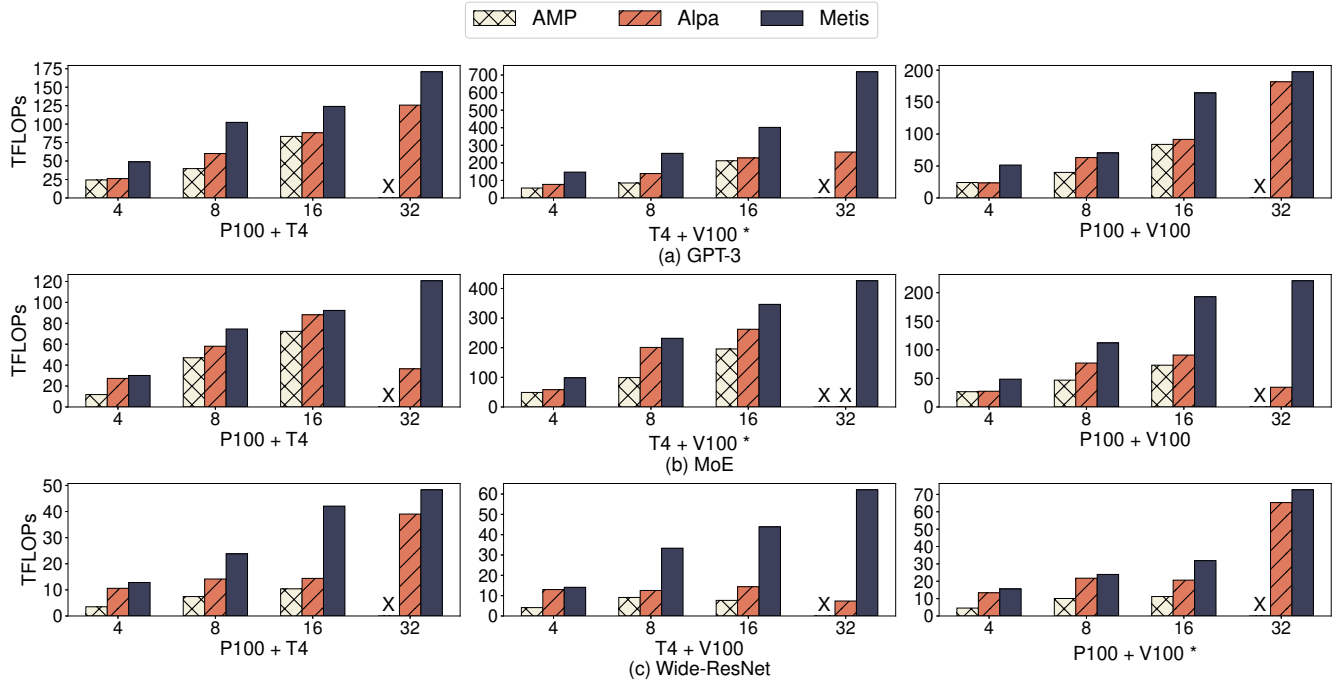 AMP Alpa Metis
TFLOPs
175
150
125
100
75
50
25
0
4 X 8 16 32
P100 + T4
700
600
500
400
300
200
100
0
X
4 8 16 32
T4 + V100 *
200
150
100
50
0
X
4 8 16 32
P100 + V100
(a) GPT-3
TFLOPs
120
100
80
60
40
20
0
X
4 8 16 32
P100 + T4
400
300
200
100
0
X X
4 8 16 32
T4 + V100 *
200
150
100
50
0
X
4 8 16 32
P100 + V100
(b) MoE
TFLOPs
50
40
30
20
10
0
X
4 8 16 32
P100 + T4
60
50
40
30
20
10
0
X
4 8 16 32
T4 + V100
70
60
50
40
30
20
10
0
X
4 8 16 32
P100 + V100 *
(c) Wide-ResNet